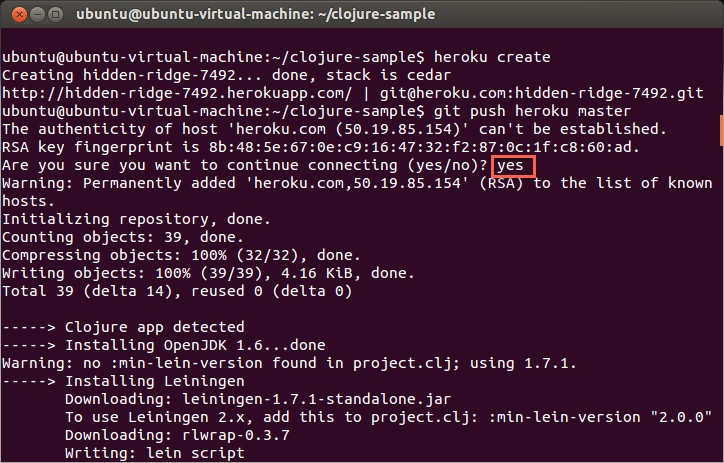 ubuntu@ubuntu-virtual-machine: ~/clojure-sample
ubuntu@ubuntu-virtual-machine:~/clojure-sample$ heroku create
Creating hidden-ridge-7492... done, stack is cedar
http://hidden-ridge-7492.herokuapp.com/ | git@heroku.com:hidden-ridge-7492.git
ubuntu@ubuntu-virtual-machine:~/clojure-sample$ git push heroku master
The authenticity of host 'heroku.com (50.19.85.154)' can't be established.
RSA key fingerprint is 8b:48:5e:67:0e:c9:16:47:32:f2:87:0c:1f:c8:60:ad.
Are you sure you want to continue connecting (yes/no)? yes
Warning: Permanently added 'heroku.com,50.19.85.154' (RSA) to the list of known
hosts.
Initializing repository, done.
Counting objects: 39, done.
Compressing objects: 100% (32/32), done.
Writing objects: 100% (39/39), 4.16 KiB, done.
Total 39 (delta 14), reused 0 (delta 0)
-----> Clojure app detected
-----> Installing OpenJDK 1.6...done
Warning: no :min-lein-version found in project.clj; using 1.7.1.
-----> Installing Leiningen
Downloading: leiningen-1.7.1-standalone.jar
To use Leiningen 2.x, add this to project.clj: :min-lein-version "2.0.0"
Downloading: rlwrap-0.3.7
Writing: lein script